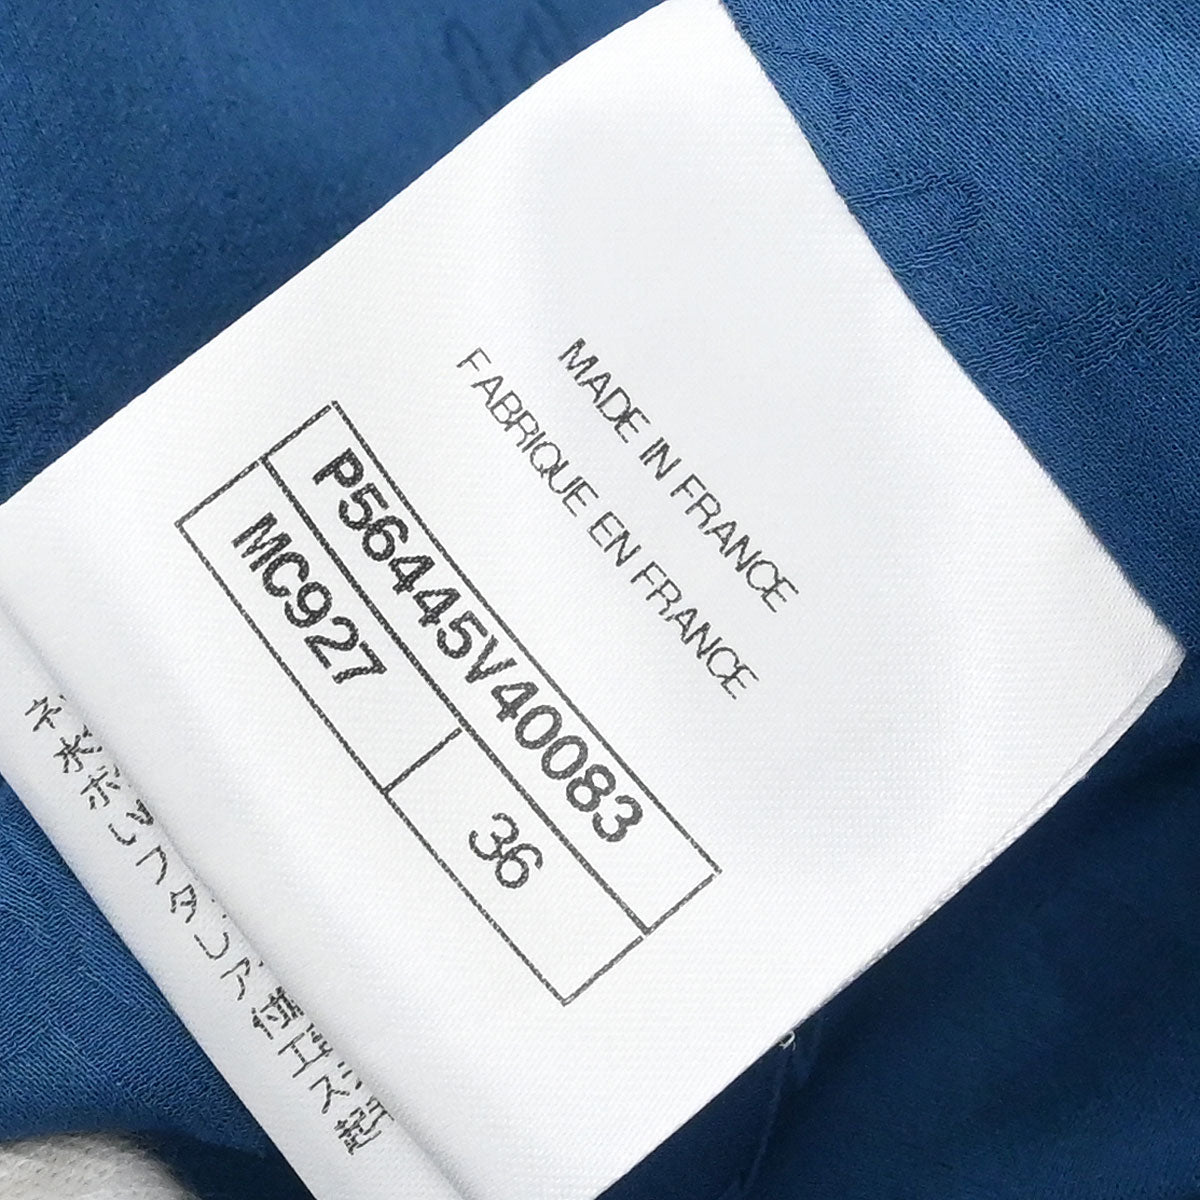 MADE IN FRANCE
FABRIQUE EN FRANCE
P56445V40083
MC927
36